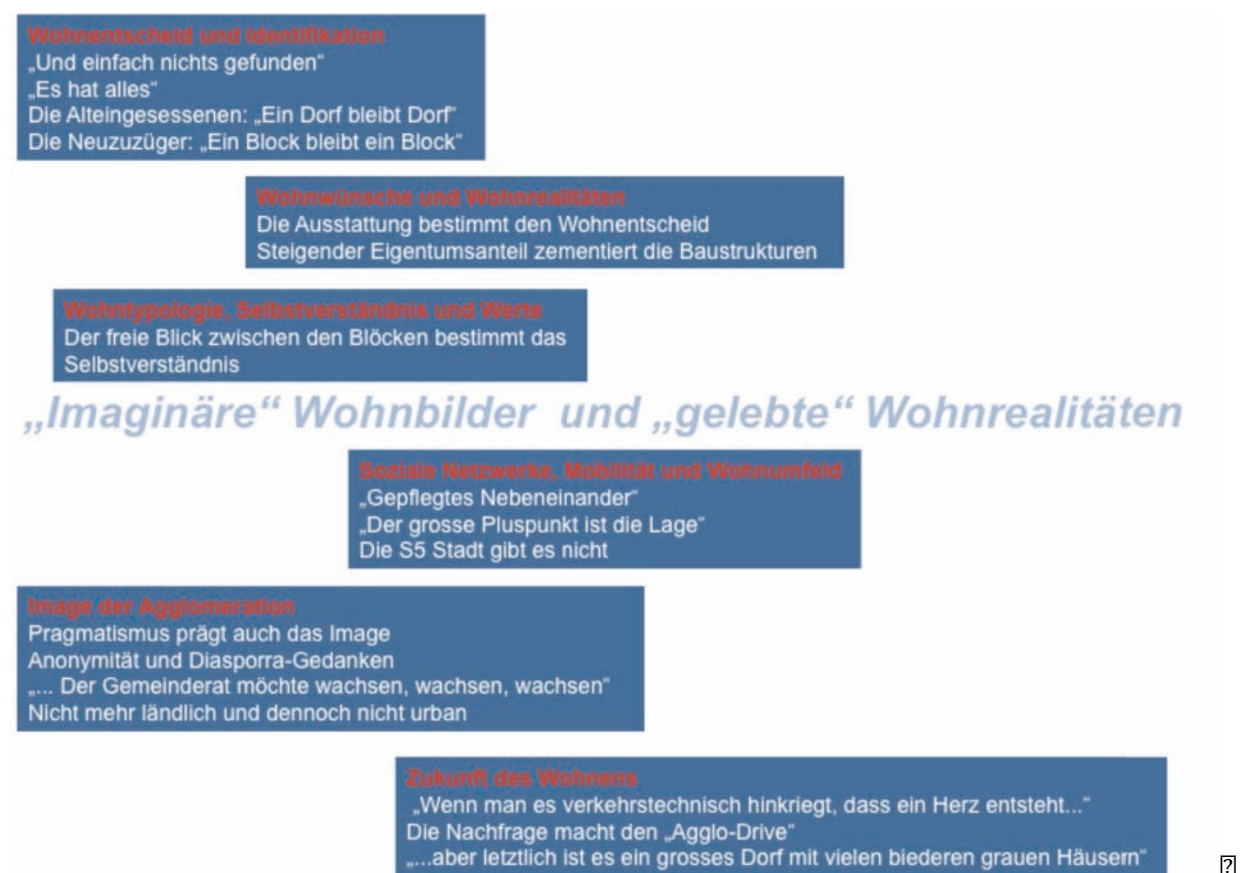 Wohnentscheid und Identifikation
„Und einfach nichts gefunden“
„Es hat alles“
Die Alteingesessenen: „Ein Dorf bleibt Dorf“
Die Neuzuzüger: „Ein Block bleibt ein Block“
Wohnwünsche und Wohnrealitäten
Die Ausstattung bestimmt den Wohnentscheid
Steigender Eigentumsanteil zementiert die Baustrukturen
Wohntypologie, Selbstverständnis und Werte
Der freie Blick zwischen den Blöcken bestimmt das
Selbstverständnis
„Imaginäre“ Wohnbilder und „gelebte“ Wohnrealitäten
Soziale Netzwerke, Mobilität und Wohnumfeld
„Gepflegtes Nebeneinander“
„Der grosse Pluspunkt ist die Lage“
Die S5 Stadt gibt es nicht
Image der Agglomeration
Pragmatismus prägt auch das Image
Anonymität und Diasporra-Gedanken
„... Der Gemeinderat möchte wachsen, wachsen, wachsen“
Nicht mehr ländlich und dennoch nicht urban
Zukunft des Wohnens
„Wenn man es verkehrstechnisch hinkriegt, dass ein Herz entsteht...“
Die Nachfrage macht den „Agglo-Drive“
„...aber letztlich ist es ein grosses Dorf mit vielen biederen grauen Häusern“